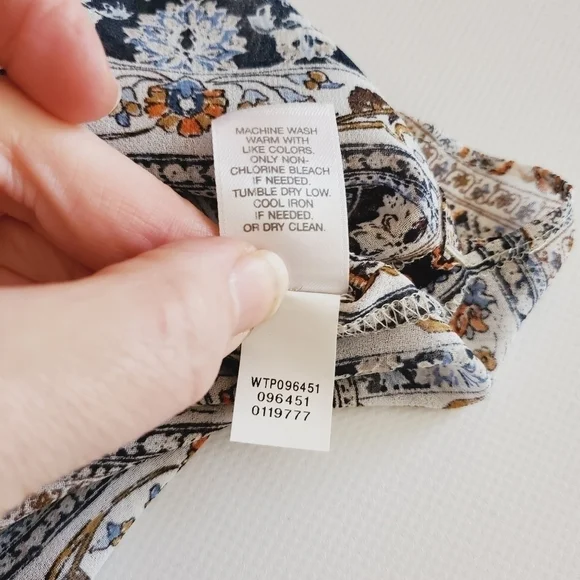 MACHINE WASH
WARM WITH
LIKE COLORS.
ONLY NON-
CHLORINE BLEACH
IF NEEDED.
TUMBLE DRY LOW.
COOL IRON
IF NEEDED.
OR DRY CLEAN.
WTP096451
096451
0119777